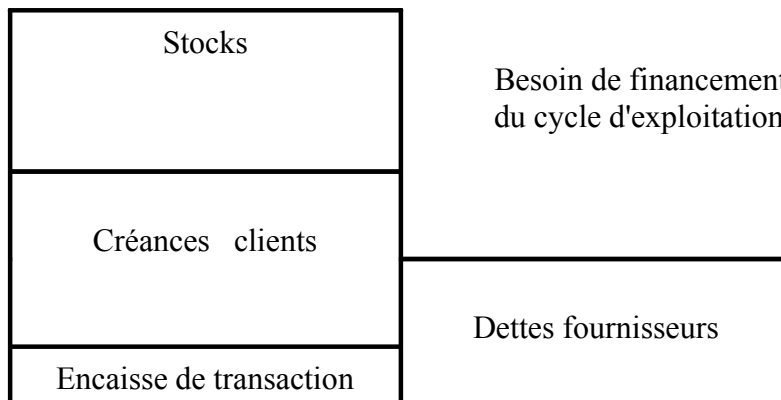 Stocks
Besoin de financement
du cycle d'exploitation
Créances clients
Dettes fournisseurs
Encaisse de transaction